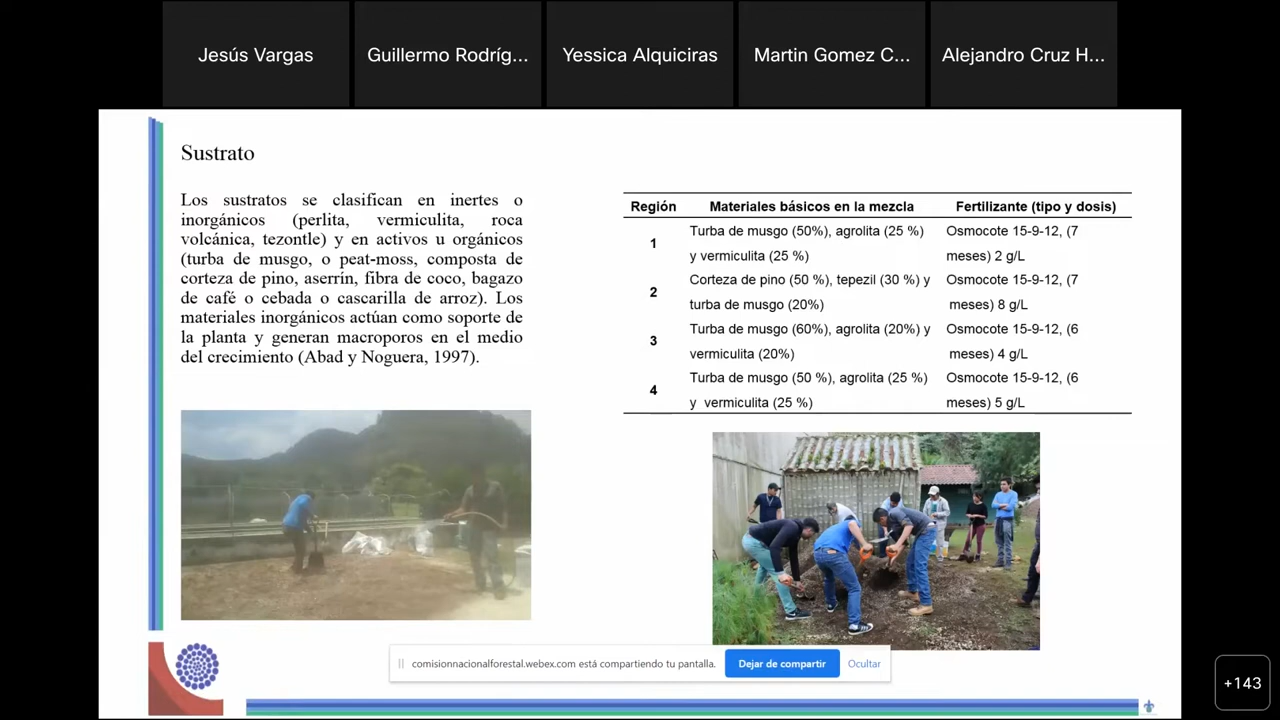 Jesús Vargas
Guillermo Rodríg...
Yessica Alquiciras
Martin Gomez C...
Alejandro Cruz H...
Sustrato
Los sustratos se clasifican en inertes o
inorgánicos (perlita, vermiculita, roca
volcánica, tezontle) y en activos u orgánicos
(turba de musgo, o peat-moss, composta de
corteza de pino, aserrín, fibra de coco, bagazo
de café o cebada o cascarilla de arroz). Los
materiales inorgánicos actúan como soporte de
la planta y generan macroporos en el medio
del crecimiento (Abad y Noguera, 1997).
Región Materiales básicos en la mezcla Fertilizante (tipo y dosis)
1 Turba de musgo (50%), agrolita (25 %) Osmocote 15-9-12, (7
y vermiculita (25 %) meses) 2 g/L
2 Corteza de pino (50 %), tepezil (30 %) y Osmocote 15-9-12, (7
turba de musgo (20%) meses) 8 g/L
3 Turba de musgo (60%), agrolita (20%) y Osmocote 15-9-12, (6
vermiculita (20%) meses) 4 g/L
4 Turba de musgo (50 %), agrolita (25 %) Osmocote 15-9-12, (6
y vermiculita (25 %) meses) 5 g/L
comisionnacionalforestal.webex.com está compartiendo tu pantalla.
Dejar de compartir
Ocultar
+143